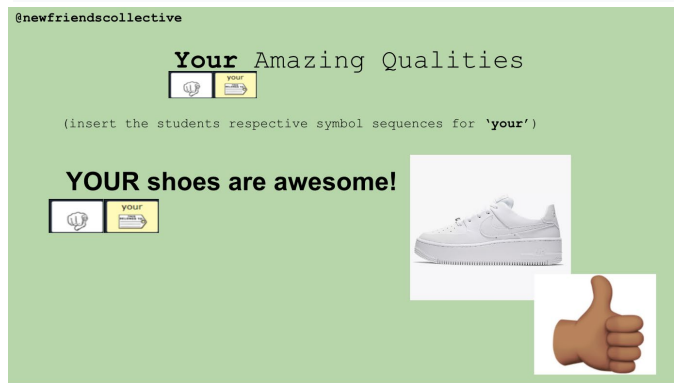 @newfriendscollective
Your Amazing Qualities
your
(insert the students respective symbol sequences for ‘your’)
YOUR shoes are awesome!
your